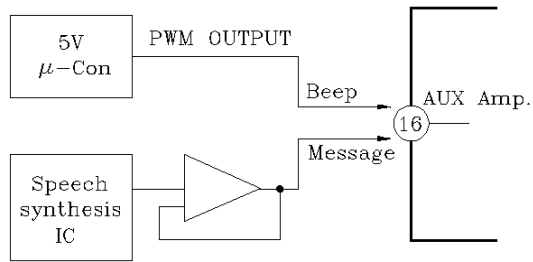 5V
μ-Con
PWM OUTPUT
Beep
AUX Amp.
16
Message
Speech
synthesis
IC